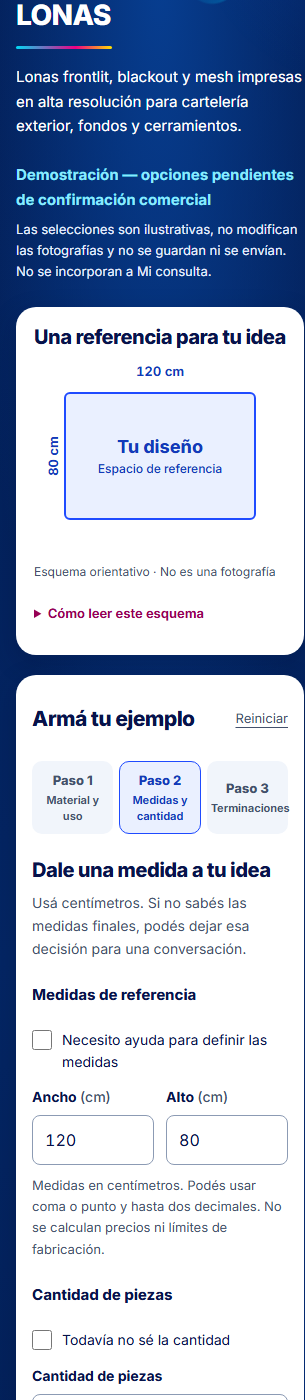 LONAS
Lonas frontlit, blackout y mesh impresas
en alta resolución para cartelería
exterior, fondos y cerramientos.
Demostración — opciones pendientes
de confirmación comercial
Las selecciones son ilustrativas, no modifican
las fotografías y no se guardan ni se envían.
No se incorporan a Mi consulta.
Una referencia para tu idea
120 cm
80 cm
Tu diseño
Espacio de referencia
Esquema orientativo · No es una fotografía
▶ Cómo leer este esquema
Armá tu ejemplo
Reiniciar
Paso 1
Material y
uso
Paso 2
Medidas y
cantidad
Paso 3
Terminaciones
Dale una medida a tu idea
Usá centímetros. Si no sabés las
medidas finales, podés dejar esa
decisión para una conversación.
Medidas de referencia
Necesito ayuda para definir las
medidas
Ancho (cm)
Alto (cm)
120
80
Medidas en centímetros. Podés usar
coma o punto y hasta dos decimales. No
se calculan precios ni límites de
fabricación.
Cantidad de piezas
Todavía no sé la cantidad
Cantidad de piezas